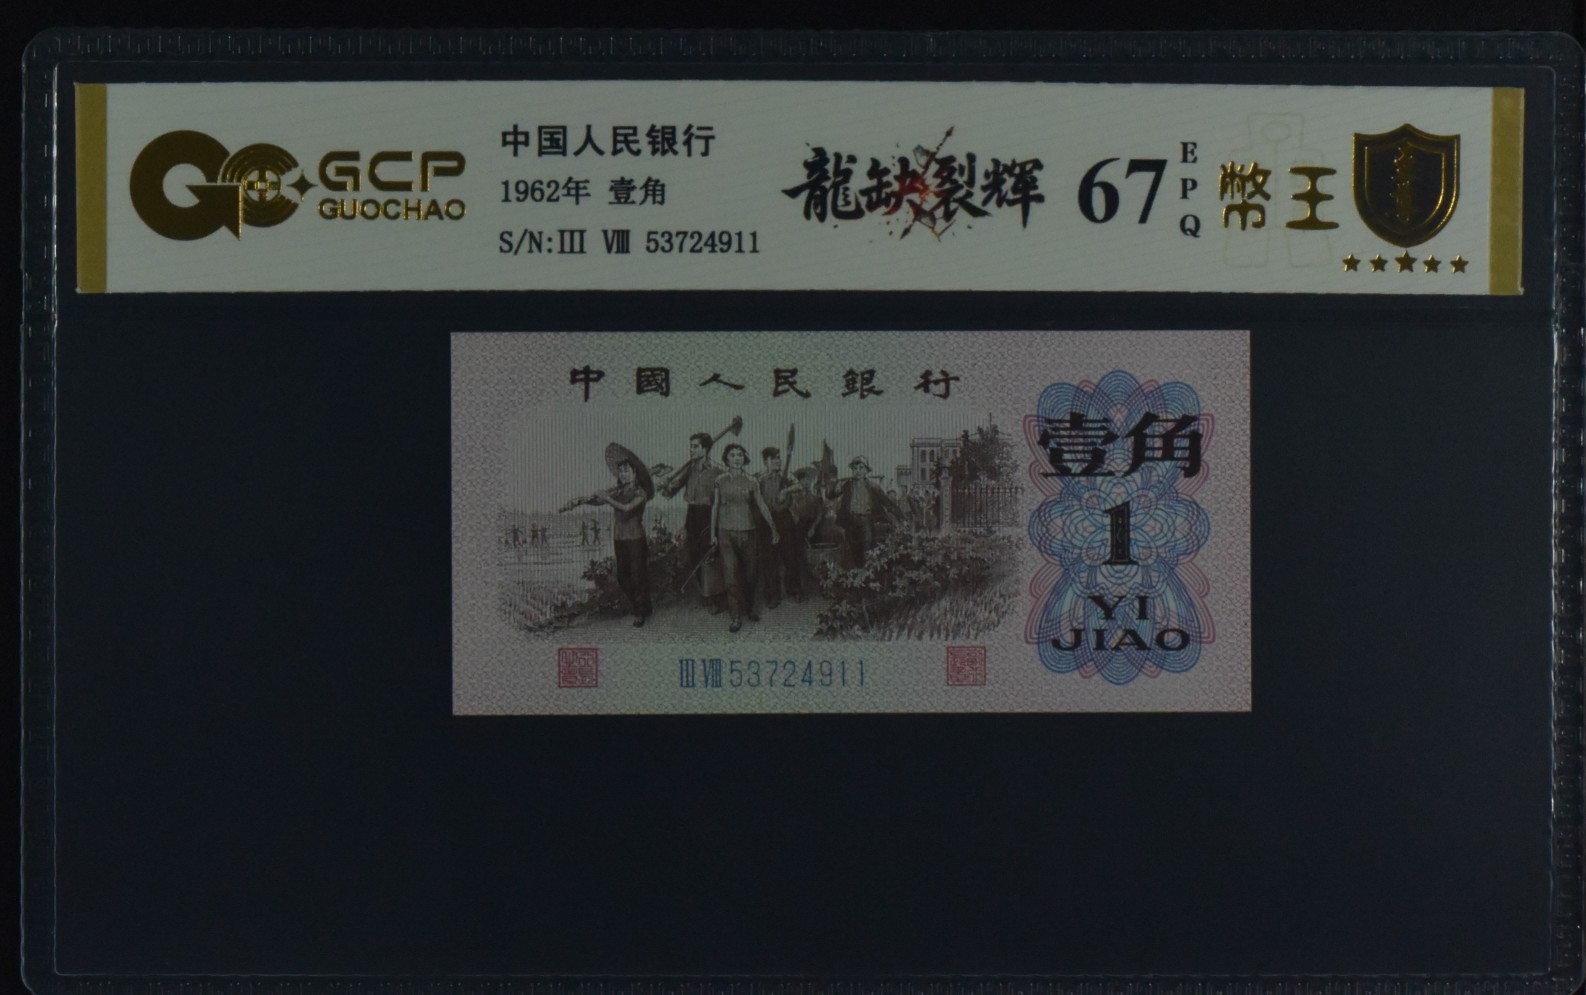 GCP
GUOCHAO
中国人民银行
1962年 壹角
S/N:III VIII 53724911
龍缺裂輝
67
EPQ
幣王
中國人民銀行
壹角
1
YI
JIAO
III VIII 53724911